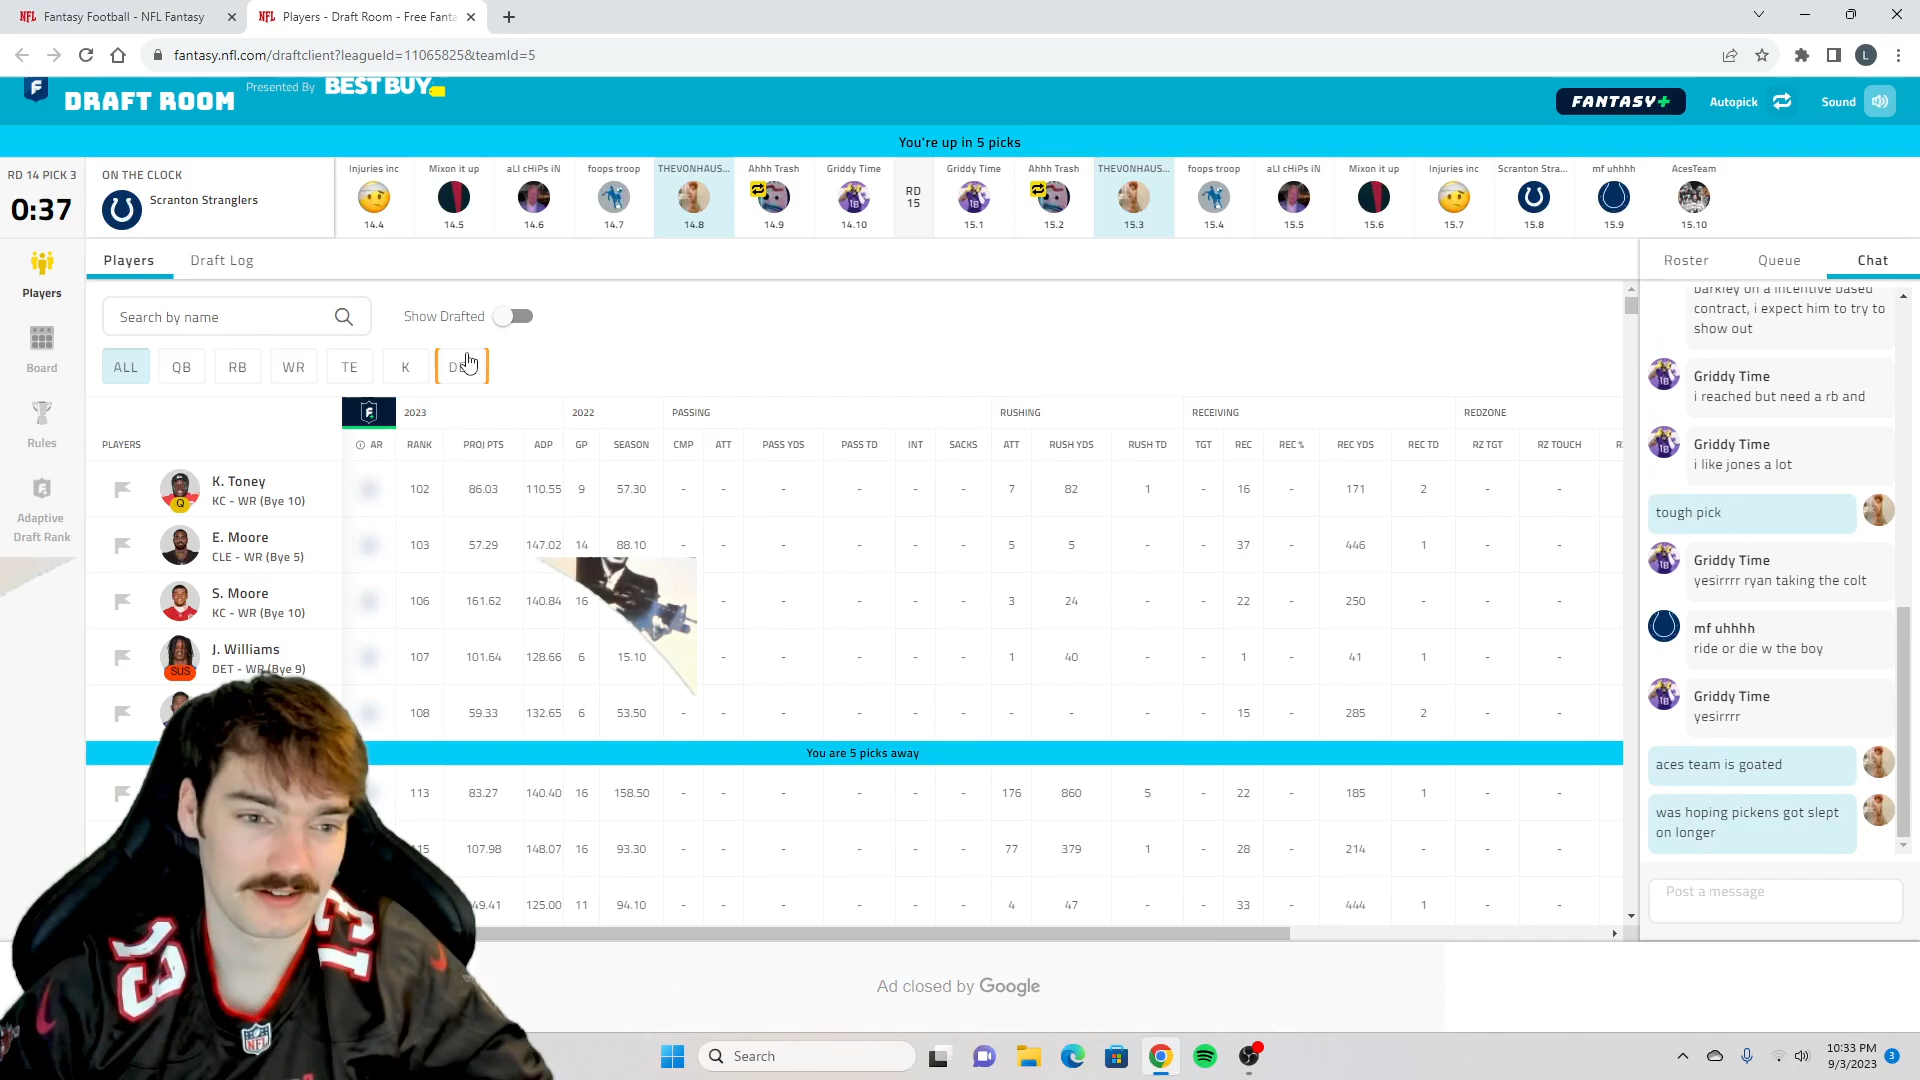 Fantasy Football - NFL Fantasy
Players - Draft Room - Free Fanta
fantasy.nfl.com/draftclient?leagueId=11065825&teamId=5
L
DRAFT ROOM
Presented By BEST BUY
FANTASY+
Autopick
Sound
You're up in 5 picks
RD 14 PICK 3
0:37
ON THE CLOCK
Scranton Stranglers
Injuries inc
14.4
Mixon it up
14.5
aLl cHiPs iN
14.6
foops troop
14.7
THEVONHAUS...
14.8
Ahhh Trash
14.9
Griddy Time
14.10
RD
15
Griddy Time
15.1
Ahhh Trash
15.2
THEVONHAUS...
15.3
foops troop
15.4
aLl cHiPs iN
15.5
Mixon it up
15.6
Injuries inc
15.7
Scranton Stra...
15.8
mf uhhhh
15.9
AcesTeam
15.10
Players
Board
Rules
Adaptive
Draft Rank
Players
Draft Log
Search by name
Show Drafted
ALL QB RB WR TE K
2023 2022 PASSING RUSHING RECEIVING REDZONE
PLAYERS AR RANK PROJ PTS ADP GP SEASON CMP ATT PASS YDS PASS TD INT SACKS ATT RUSH YDS RUSH TD TGT REC REC % REC YDS REC TD RZ TGT RZ TOUCH
K. Toney
KC - WR (Bye 10)
Q
102 86.03 110.55 9 57.30 - - - - - - 7 82 1 - 16 - 171 2 - -
E. Moore
CLE - WR (Bye 5)
103 57.29 147.02 14 88.10 - - - - - - 5 5 - - 37 - 446 1 - -
S. Moore
KC - WR (Bye 10)
106 161.62 140.84 16 - - - - - 3 24 - - 22 - 250 - - -
J. Williams
DET - WR (Bye 9)
SUS
107 101.64 128.66 6 15.10 - - - - - 1 40 - - 1 - 41 1 - -
108 59.33 132.65 6 53.50 - - - - - - - - - - 15 - 285 2 - -
You are 5 picks away
113 83.27 140.40 16 158.50 - - - - - - 176 860 5 - 22 - 185 1 - -
15 107.98 148.07 16 93.30 - - - - - - 77 379 1 - 28 - 214 - - -
49.41 125.00 11 94.10 - - - - - - 4 47 - - 33 - 444 1 - -
Roster
Queue
Chat
barkley on a incentive based
contract, i expect him to try to
show out
Griddy Time
i reached but need a rb and
Griddy Time
i like jones a lot
tough pick
Griddy Time
yesirrrr ryan taking the colt
mf uhhhh
ride or die w the boy
Griddy Time
yesirrrr
aces team is goated
was hoping pickens got slept
on longer
Post a message
Ad closed by Google
NFL
Search
10:33 PM
9/3/2023
3